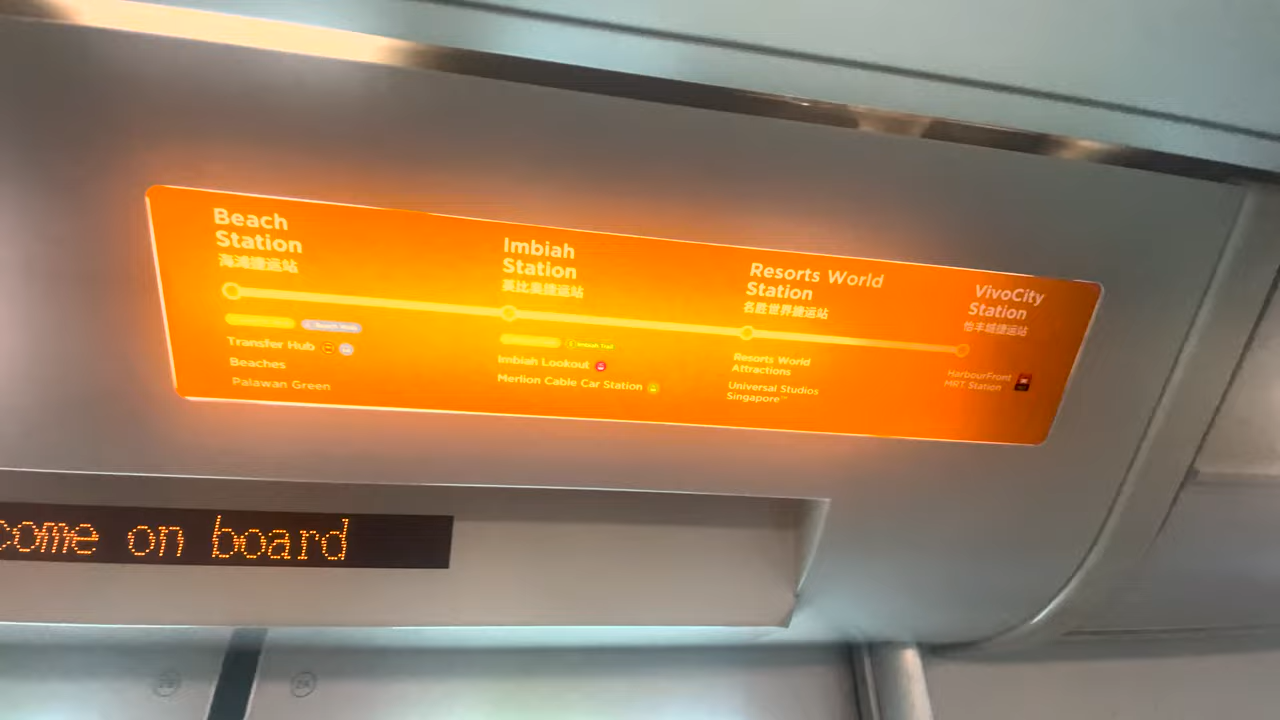 Beach
Station
海滩捷运站
Transfer Hub
Beaches
Palawan Green
Imbiah
Station
英比奥捷运站
Imbiah Trail
Imbiah Lookout
Merlion Cable Car Station
Resorts World
Station
名胜世界捷运站
Resorts World
Attractions
Universal Studios
Singapore™
VivoCity
Station
怡丰城捷运站
HarbourFront
MRT Station
come on board